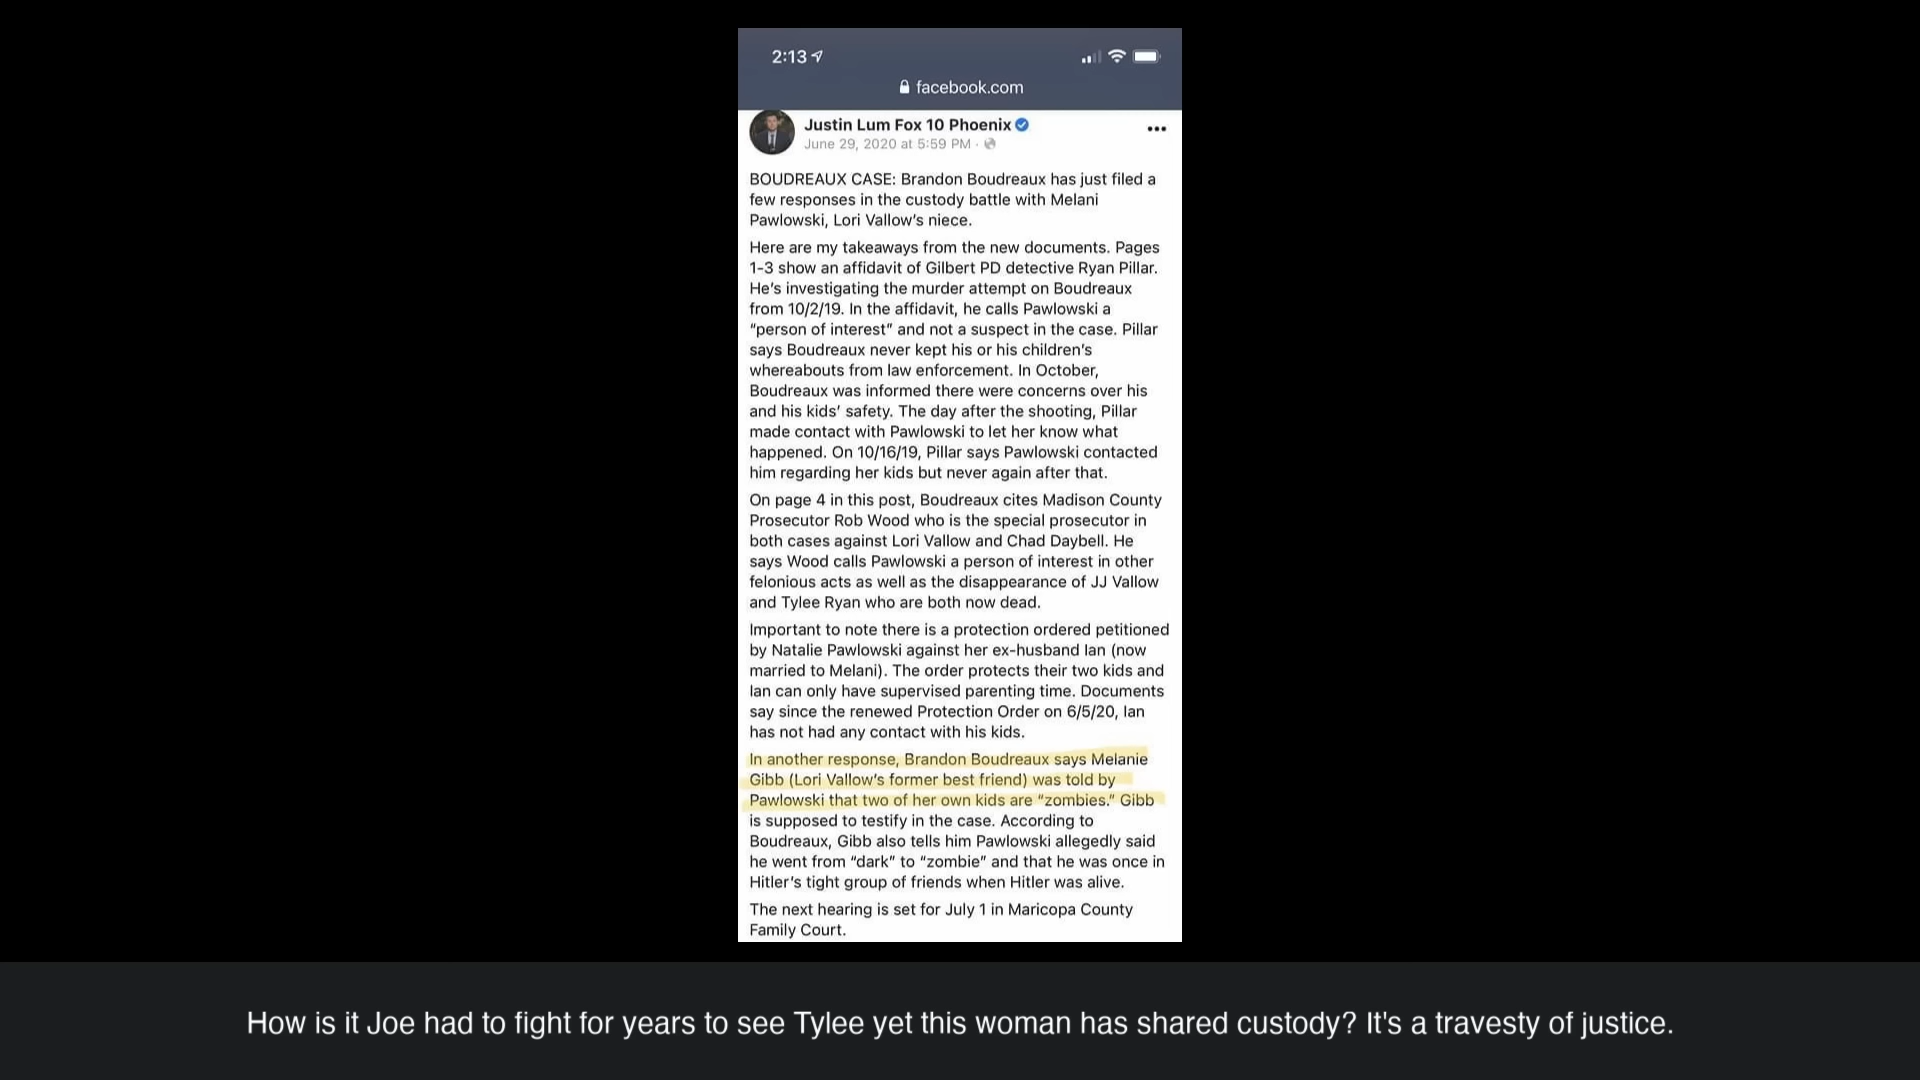 2:13
facebook.com
Justin Lum Fox 10 Phoenix
June 29, 2020 at 5:59 PM ·
BOUDREAUX CASE: Brandon Boudreaux has just filed a
few responses in the custody battle with Melani
Pawlowski, Lori Vallow's niece.
Here are my takeaways from the new documents. Pages
1-3 show an affidavit of Gilbert PD detective Ryan Pillar.
He's investigating the murder attempt on Boudreaux
from 10/2/19. In the affidavit, he calls Pawlowski a
"person of interest" and not a suspect in the case. Pillar
says Boudreaux never kept his or his children's
whereabouts from law enforcement. In October,
Boudreaux was informed there were concerns over his
and his kids' safety. The day after the shooting, Pillar
made contact with Pawlowski to let her know what
happened. On 10/16/19, Pillar says Pawlowski contacted
him regarding her kids but never again after that.
On page 4 in this post, Boudreaux cites Madison County
Prosecutor Rob Wood who is the special prosecutor in
both cases against Lori Vallow and Chad Daybell. He
says Wood calls Pawlowski a person of interest in other
felonious acts as well as the disappearance of JJ Vallow
and Tylee Ryan who are both now dead.
Important to note there is a protection ordered petitioned
by Natalie Pawlowski against her ex-husband Ian (now
married to Melani). The order protects their two kids and
Ian can only have supervised parenting time. Documents
say since the renewed Protection Order on 6/5/20, Ian
has not had any contact with his kids.
In another response, Brandon Boudreaux says Melanie
Gibb (Lori Vallow's former best friend) was told by
Pawlowski that two of her own kids are "zombies." Gibb
is supposed to testify in the case. According to
Boudreaux, Gibb also tells him Pawlowski allegedly said
he went from "dark" to "zombie" and that he was once in
Hitler's tight group of friends when Hitler was alive.
The next hearing is set for July 1 in Maricopa County
Family Court.
How is it Joe had to fight for years to see Tylee yet this woman has shared custody? It's a travesty of justice.